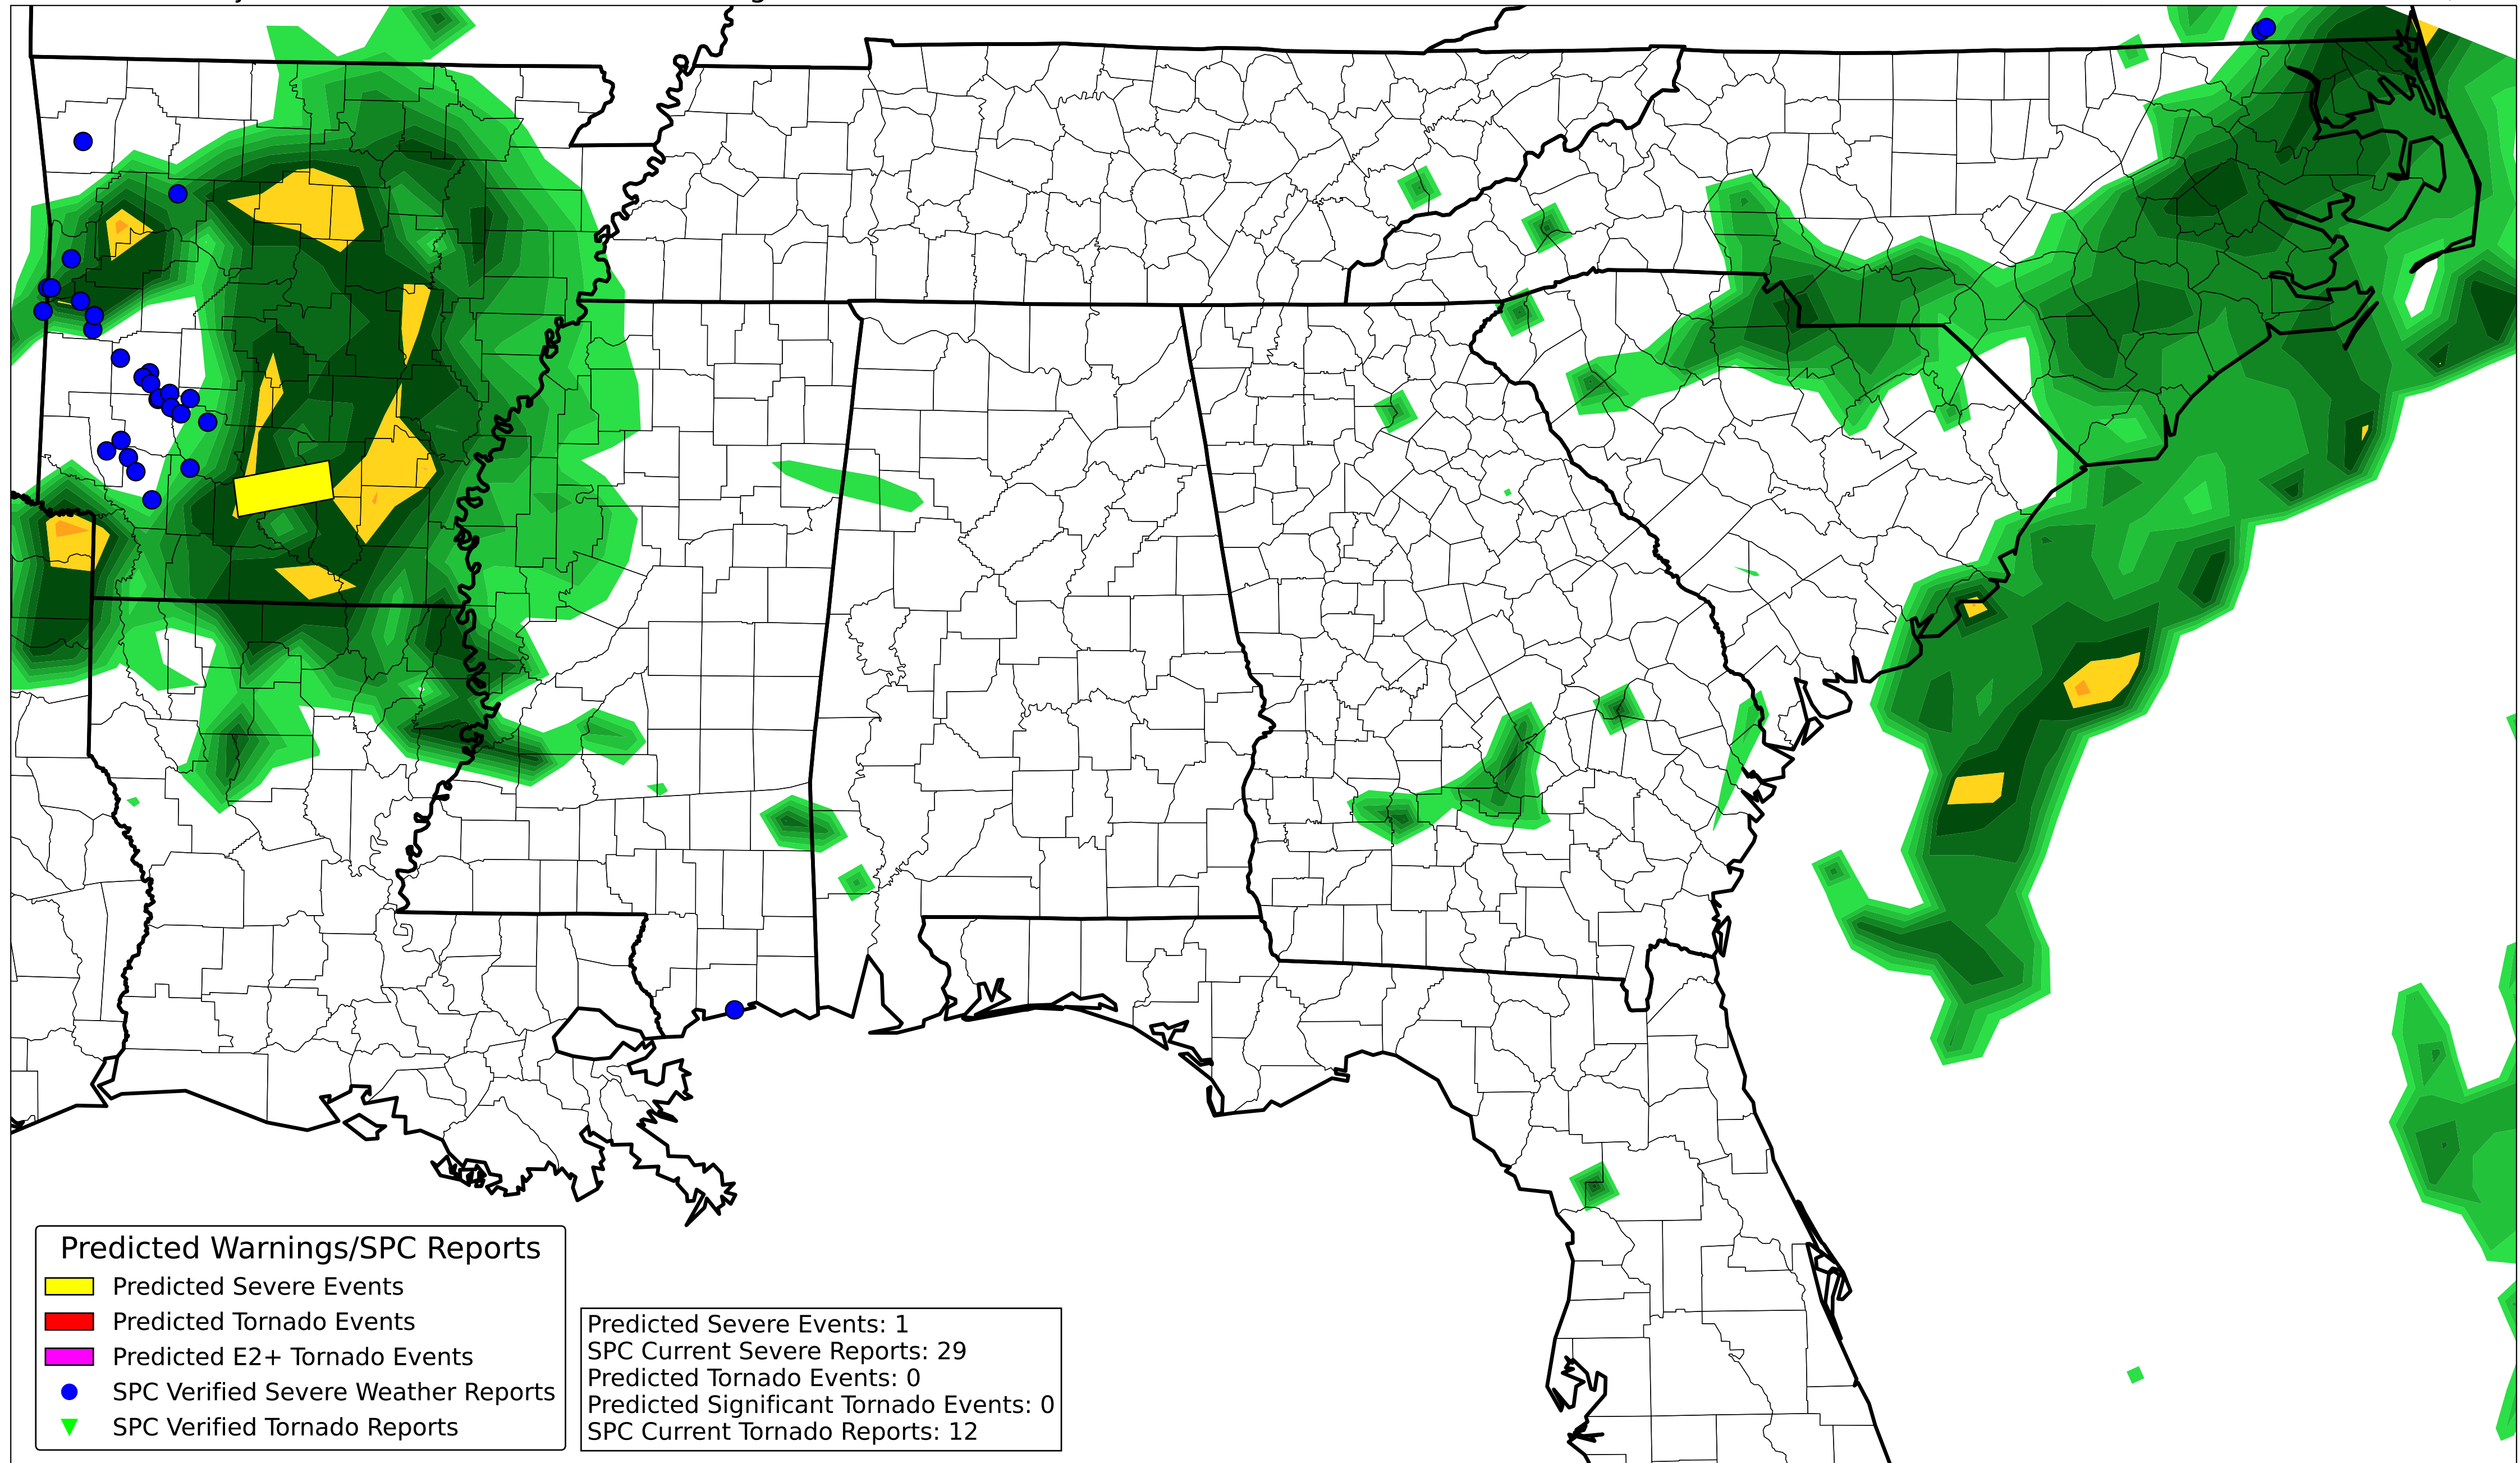 Predicted Warnings/SPC Reports
Predicted Severe Events
Predicted Tornado Events
Predicted E2+ Tornado Events
SPC Verified Severe Weather Reports
SPC Verified Tornado Reports
Predicted Severe Events: 1
SPC Current Severe Reports: 29
Predicted Tornado Events: 0
Predicted Significant Tornado Events: 0
SPC Current Tornado Reports: 12